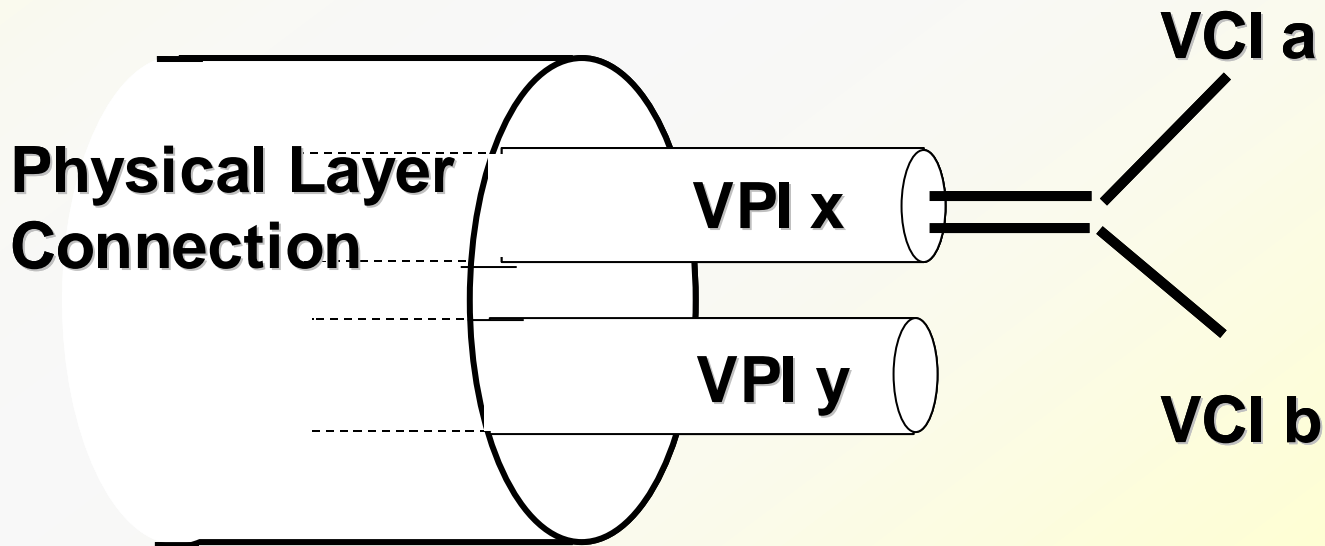 Physical Layer
Connection
VPI x
VPI y
VCI a
VCI b